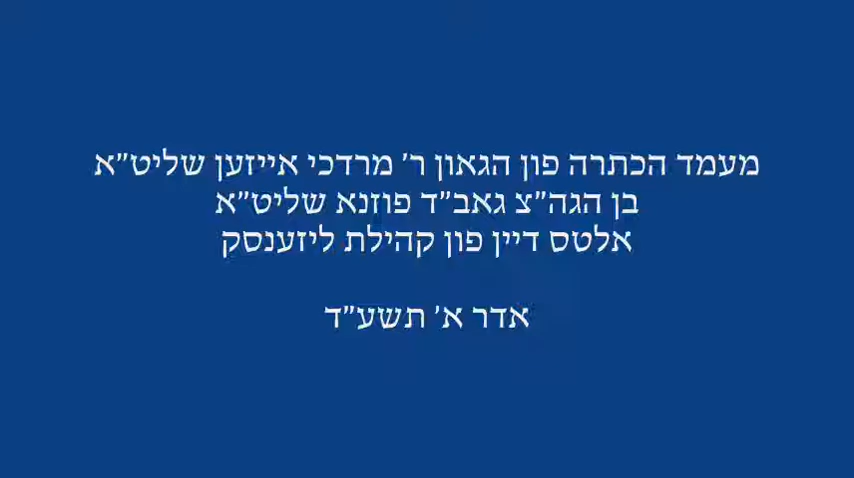 מעמד הכתרה פון הגאון ר' מרדכי אייזען שליט"א
בן הגה"צ גאב"ד פוזנא שליט"א
אלטס דיין פון קהילת ליזענסק
אדר א' תשע"ד